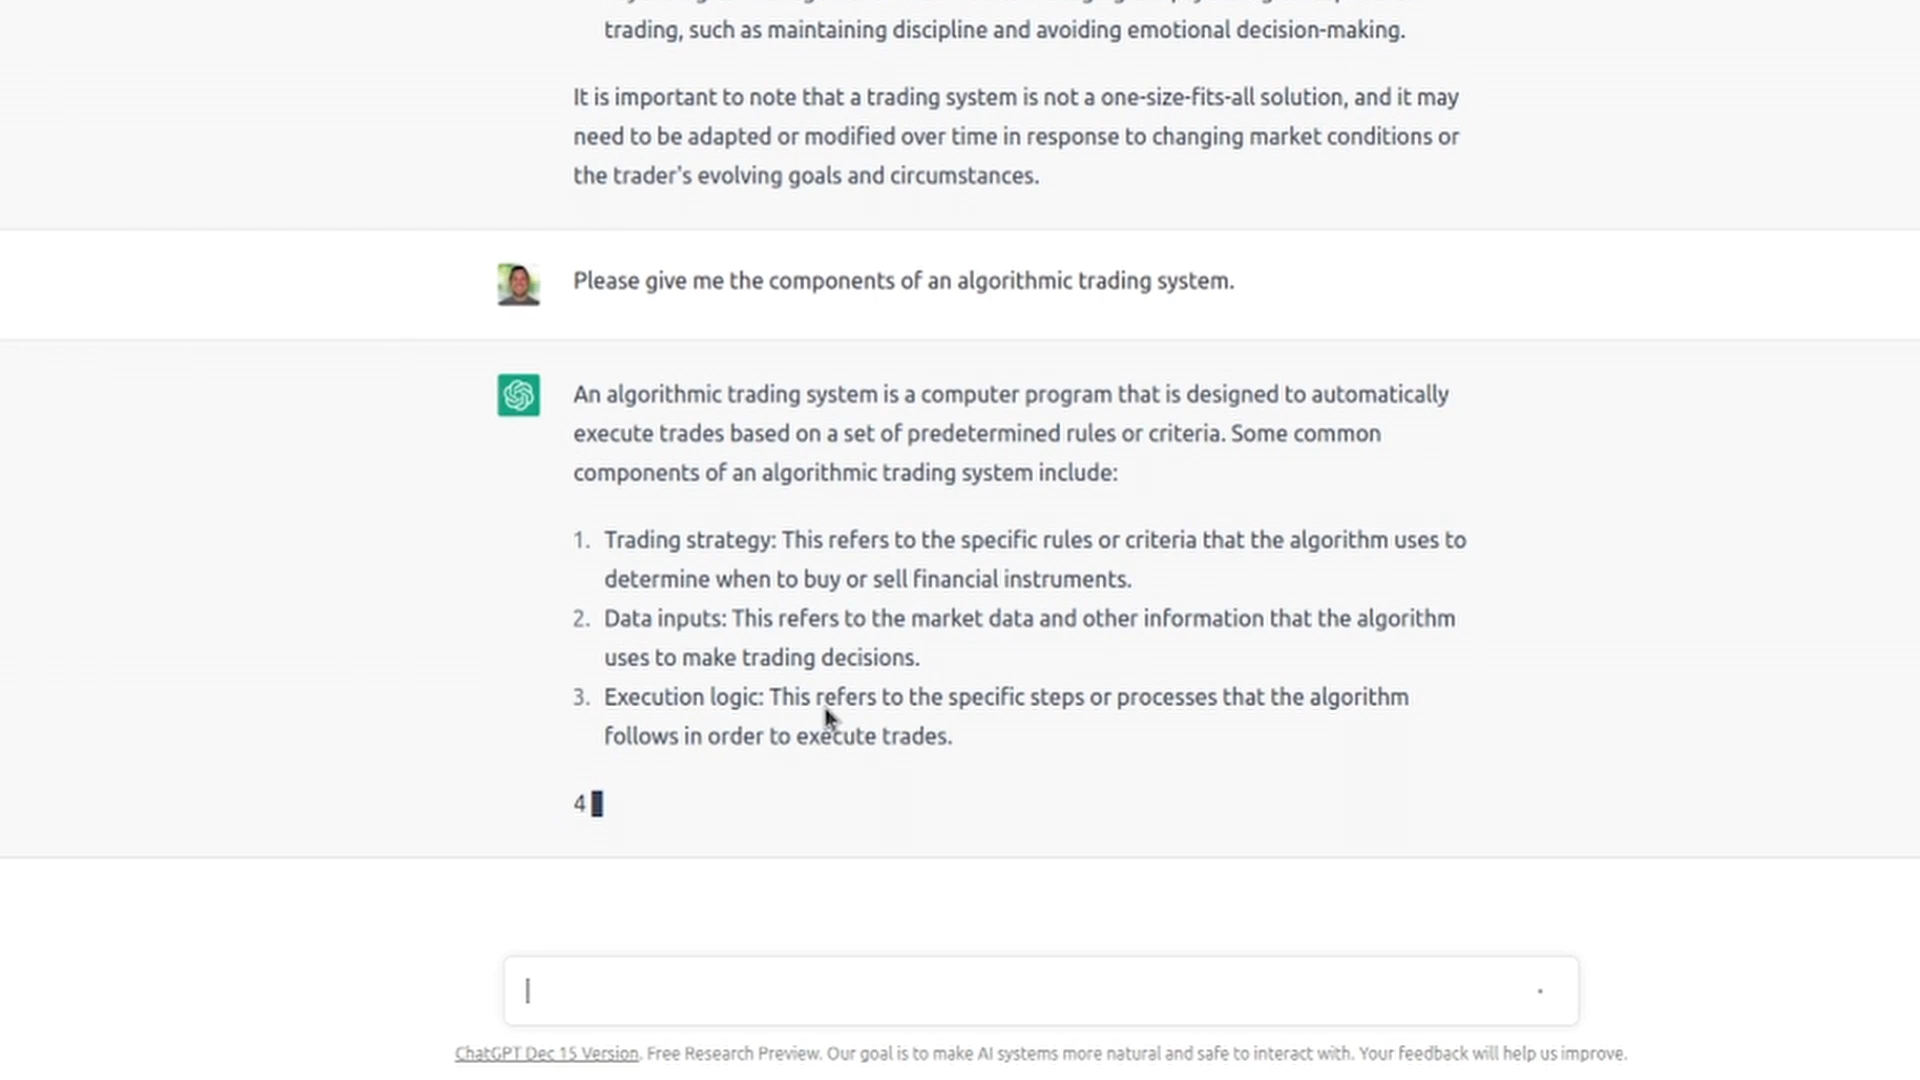 trading, such as maintaining discipline and avoiding emotional decision-making.
It is important to note that a trading system is not a one-size-fits-all solution, and it may
need to be adapted or modified over time in response to changing market conditions or
the trader's evolving goals and circumstances.
Please give me the components of an algorithmic trading system.
An algorithmic trading system is a computer program that is designed to automatically
execute trades based on a set of predetermined rules or criteria. Some common
components of an algorithmic trading system include:
1. Trading strategy: This refers to the specific rules or criteria that the algorithm uses to
determine when to buy or sell financial instruments.
2. Data inputs: This refers to the market data and other information that the algorithm
uses to make trading decisions.
3. Execution logic: This refers to the specific steps or processes that the algorithm
follows in order to execute trades.
4
ChatGPT Dec 15 Version. Free Research Preview. Our goal is to make AI systems more natural and safe to interact with. Your feedback will help us improve.